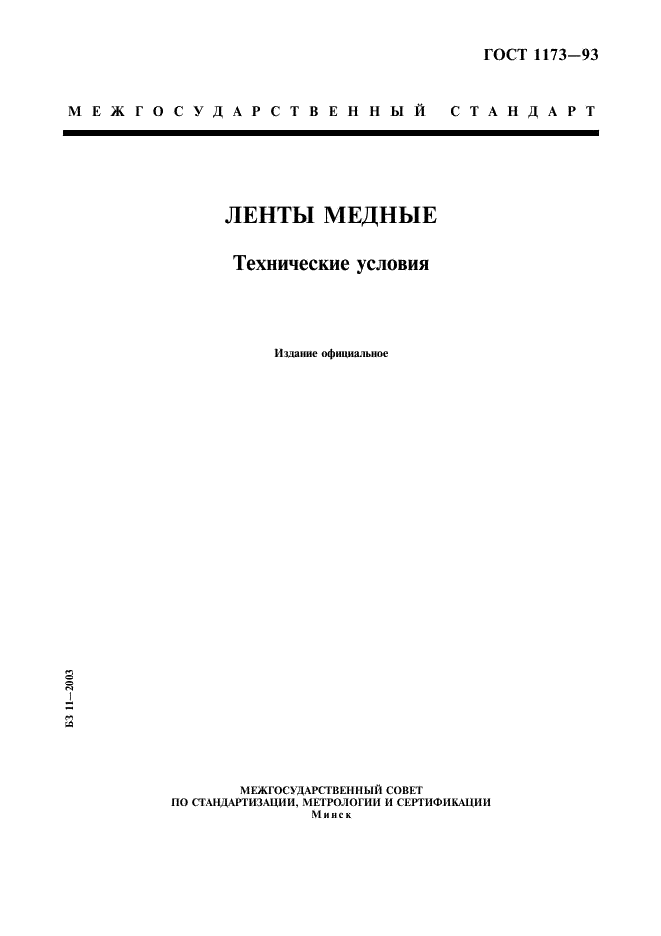 ГОСТ 1173—93
МЕЖГОСУДАРСТВЕННЫЙ СТАНДАРТ
ЛЕНТЫ МЕДНЫЕ
Технические условия
Издание официальное
БЗ 11—2003
МЕЖГОСУДАРСТВЕННЫЙ СОВЕТ
ПО СТАНДАРТИЗАЦИИ, МЕТРОЛОГИИ И СЕРТИФИКАЦИИ
Минск